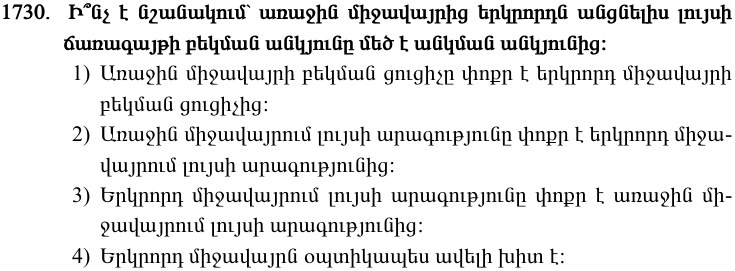 1730. Ի՞նչ է նշանակում՝ առաջին միջավայրից երկրորդն անցնելիս լույսի
ճառագայթի բեկման անկյունը մեծ է անկման անկյունից:
1) Առաջին միջավայրի բեկման ցուցիչը փոքր է երկրորդ միջավայրի
բեկման ցուցիչից:
2) Առաջին միջավայրում լույսի արագությունը փոքր է երկրորդ միջա-
վայրում լույսի արագությունից:
3) Երկրորդ միջավայրում լույսի արագությունը փոքր է առաջին մի-
ջավայրում լույսի արագությունից:
4) Երկրորդ միջավայրն օպտիկապես ավելի խիտ է: